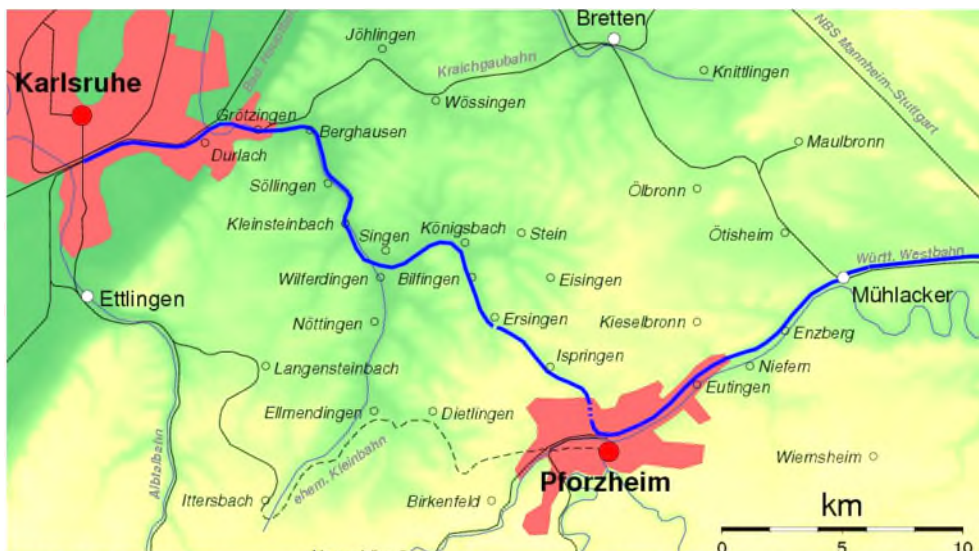 Bretten
Jöhlingen
Kraichgaubahn
NBS Mannheim–Stuttgart
Knittlingen
Karlsruhe
Wössingen
Grötzingen
Berghausen
Durlach
Maulbronn
Söllingen
Ölbronn
Kleinsteinbach
Königsbach
Singen
Stein
Ötisheim
Württ. Westbahn
Wilferdingen
Bilfingen
Eisingen
Mühlacker
Ettlingen
Nöttingen
Ersingen
Kieselbronn
Enzberg
Langensteinbach
Ispringen
Niefern
Eutingen
Ellmendingen
Dietlingen
Albtalbahn
ehem. Kleinbahn
Wiernsheim
Pforzheim
Ittersbach
Birkenfeld
km
0 5 10